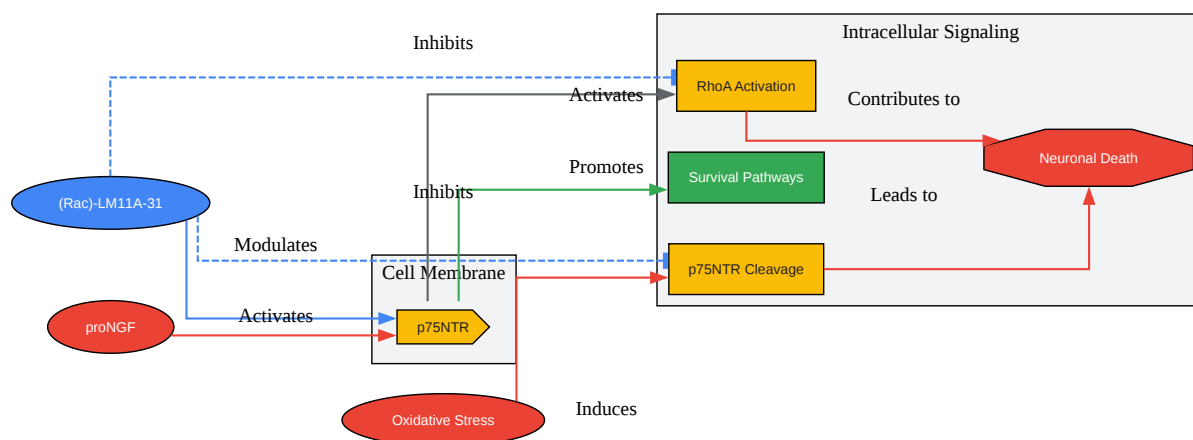 Intracellular Signaling
Inhibits
RhoA Activation
Activates
Contributes to
Neuronal Death
Promotes
Survival Pathways
Inhibits
Leads to
(Rac)-LM11A-31
Modulates
Cell Membrane
p75NTR Cleavage
proNGF
Activates
p75NTR
Oxidative Stress
Induces